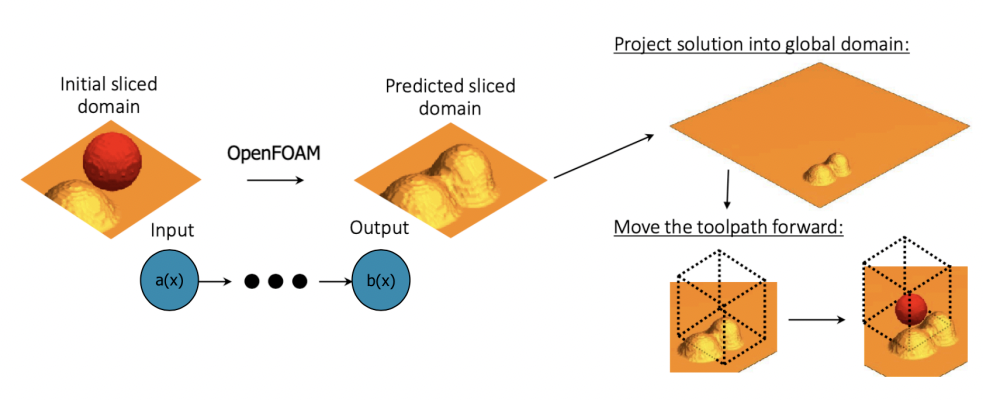 Project solution into global domain:
Initial sliced
domain
Predicted sliced
domain
OpenFOAM
Input
Output
a(x)
b(x)
Move the toolpath forward: